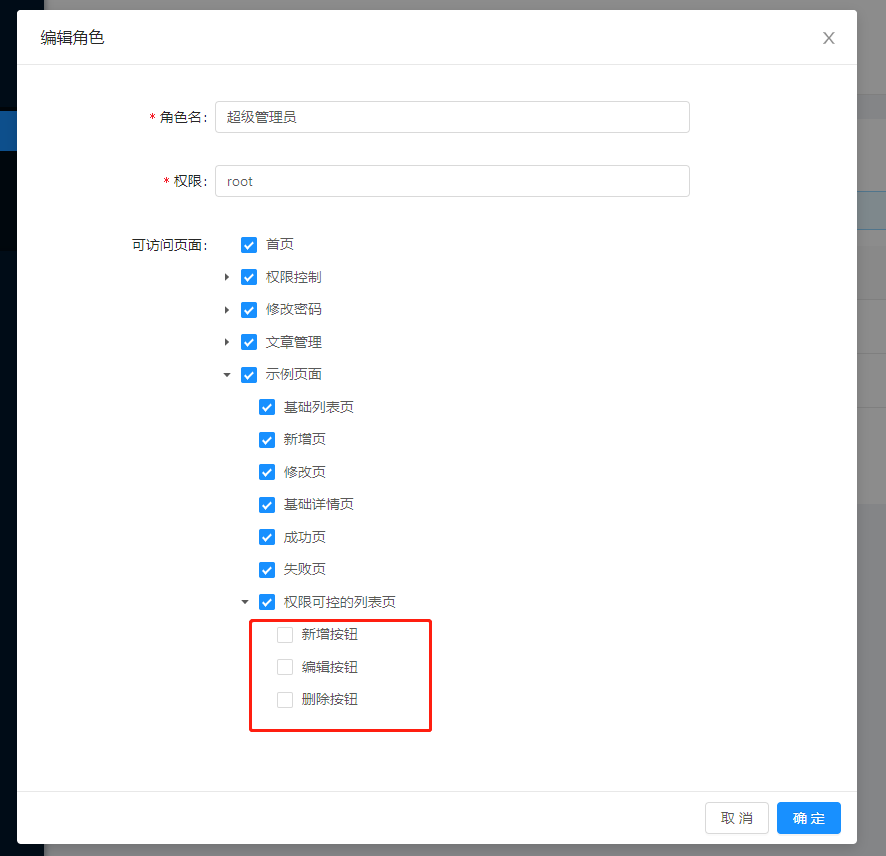 编辑角色
* 角色名: 超级管理员
* 权限: root
可访问页面: 首页
权限控制
修改密码
文章管理
示例页面
基础列表页
新增页
修改页
基础详情页
成功页
失败页
权限可控的列表页
新增按钮
编辑按钮
删除按钮
取 消 确 定